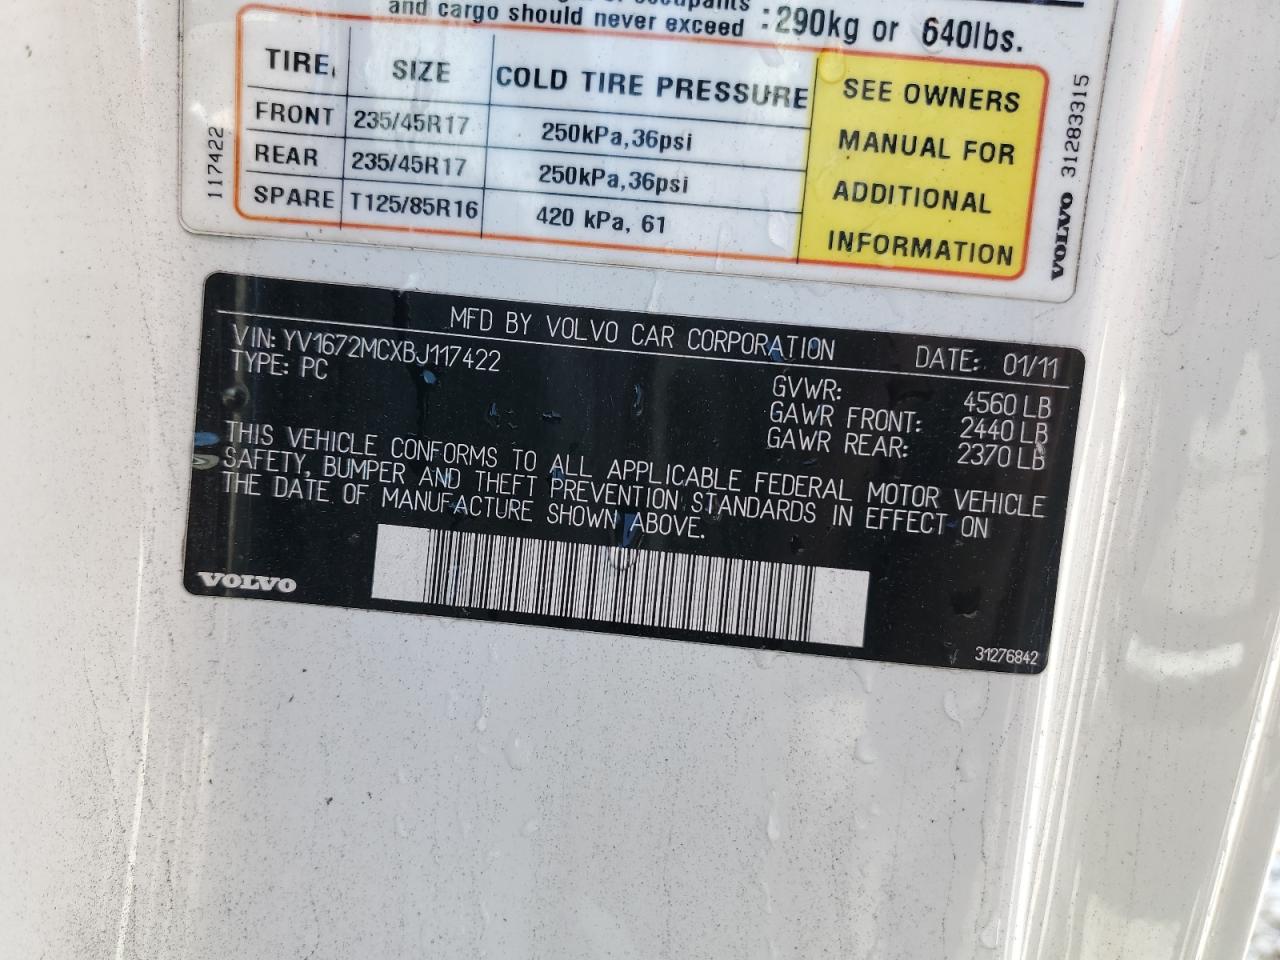 and cargo should never exceed : 290kg or 640lbs.
TIRE SIZE COLD TIRE PRESSURE
FRONT 235/45R17 250kPa,36psi
REAR 235/45R17 250kPa,36psi
SPARE T125/85R16 420 kPa, 61
SEE OWNERS
MANUAL FOR
ADDITIONAL
INFORMATION
117422
VOLVO 31283315
MFD BY VOLVO CAR CORPORATION
VIN: YV1672MCXBJ117422 DATE: 01/11
TYPE: PC
GVWR: 4560 LB
GAWR FRONT: 2440 LB
GAWR REAR: 2370 LB
THIS VEHICLE CONFORMS TO ALL APPLICABLE FEDERAL MOTOR VEHICLE
SAFETY, BUMPER AND THEFT PREVENTION STANDARDS IN EFFECT ON
THE DATE OF MANUFACTURE SHOWN ABOVE.
VOLVO
31276842